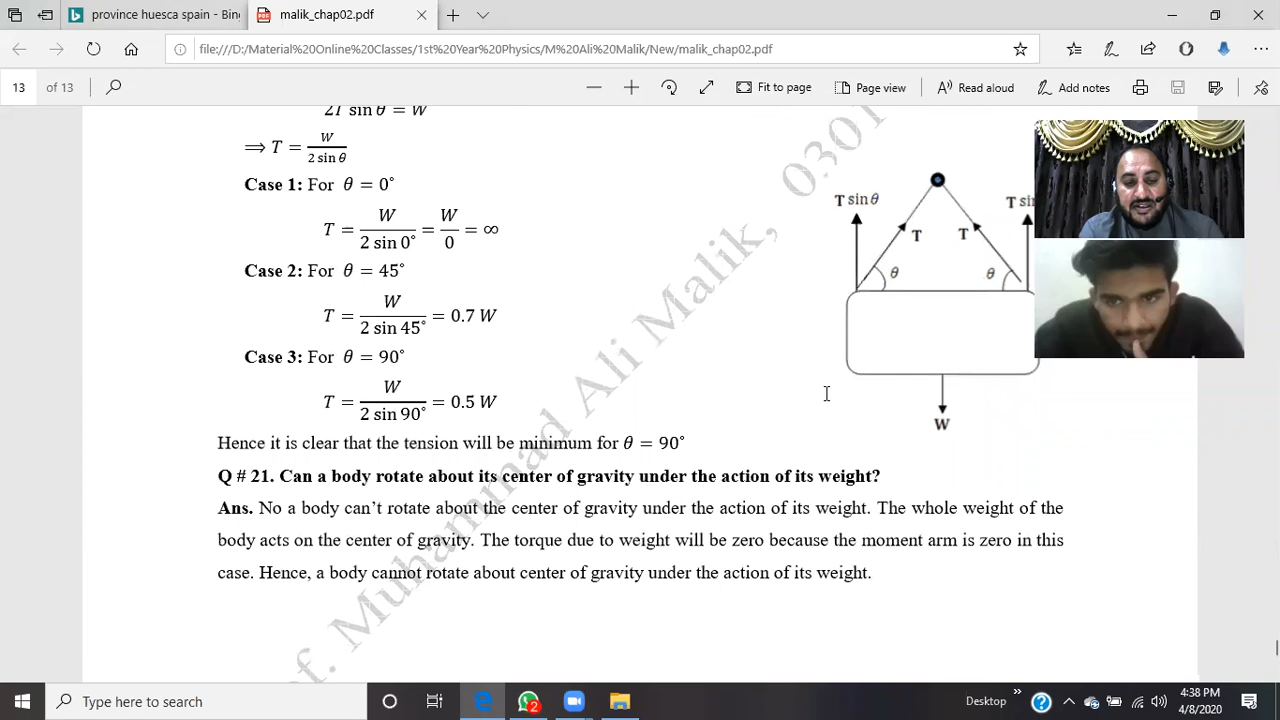 province huesca spain - Bing
malik_chap02.pdf
file:///D:/Material%20Online%20Classes/1st%20Year%20Physics/M%20Ali%20Malik/New/malik_chap02.pdf
13 of 13
Fit to page
Page view
Read aloud
Add notes
2T sin θ = W
⟹ T = W / 2 sin θ
Case 1: For θ = 0°
T = W / 2 sin 0° = W / 0 = ∞
Case 2: For θ = 45°
T = W / 2 sin 45° = 0.7 W
Case 3: For θ = 90°
T = W / 2 sin 90° = 0.5 W
T sin θ
T sin
T
T
θ
θ
W
Hence it is clear that the tension will be minimum for θ = 90°
Q # 21. Can a body rotate about its center of gravity under the action of its weight?
Ans. No a body can’t rotate about the center of gravity under the action of its weight. The whole weight of the
body acts on the center of gravity. The torque due to weight will be zero because the moment arm is zero in this
case. Hence, a body cannot rotate about center of gravity under the action of its weight.
f. Muhammad Ali Malik, 0301
Type here to search
2
Desktop
4:38 PM
4/8/2020